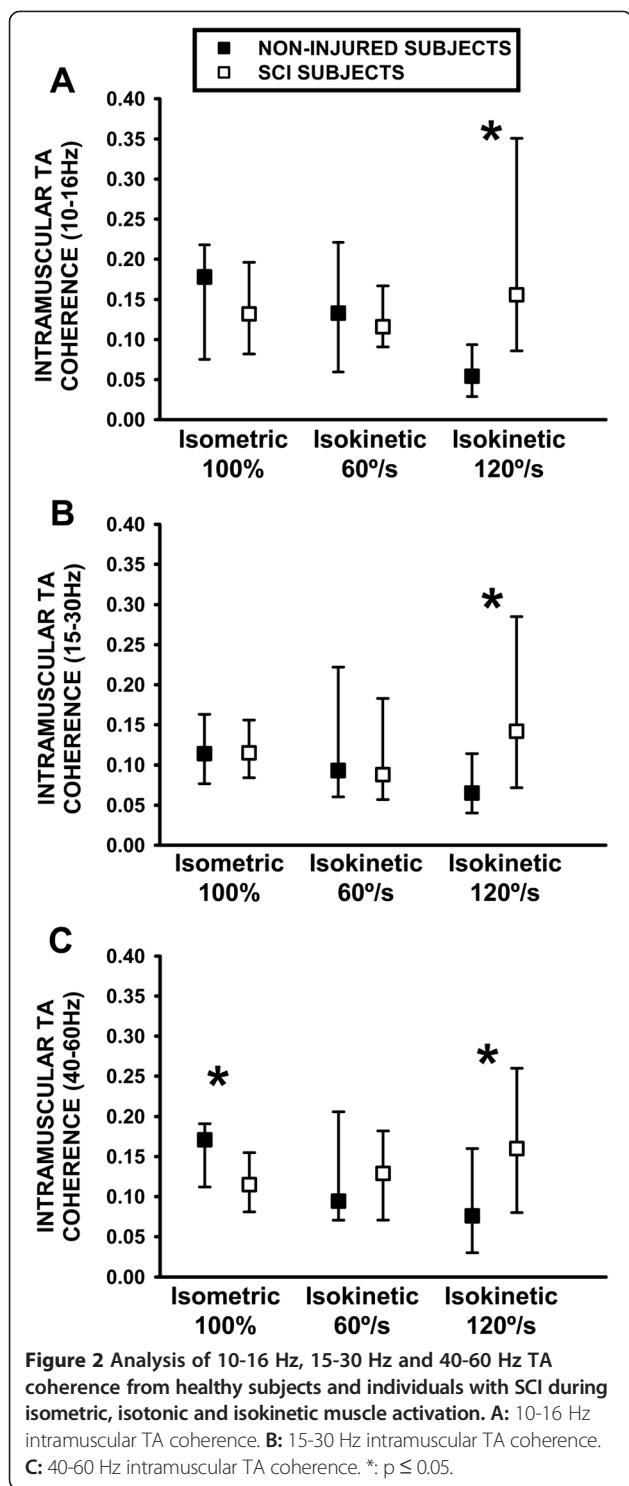 ■ NON-INJURED SUBJECTS
□ SCI SUBJECTS
A
INTRAMUSCULAR TA
COHERENCE (10-16Hz)
0.40
0.35
0.30
0.25
0.20
0.15
0.10
0.05
0.00
*
Isometric Isokinetic Isokinetic
100% 60º/s 120º/s
B
INTRAMUSCULAR TA
COHERENCE (15-30Hz)
0.40
0.35
0.30
0.25
0.20
0.15
0.10
0.05
0.00
*
Isometric Isokinetic Isokinetic
100% 60º/s 120º/s
C
INTRAMUSCULAR TA
COHERENCE (40-60Hz)
0.40
0.35
0.30
0.25
0.20
0.15
0.10
0.05
0.00
* *
Isometric Isokinetic Isokinetic
100% 60º/s 120º/s
Figure 2 Analysis of 10-16 Hz, 15-30 Hz and 40-60 Hz TA
coherence from healthy subjects and individuals with SCI during
isometric, isotonic and isokinetic muscle activation. A: 10-16 Hz
intramuscular TA coherence. B: 15-30 Hz intramuscular TA coherence.
C: 40-60 Hz intramuscular TA coherence. *: p ≤ 0.05.